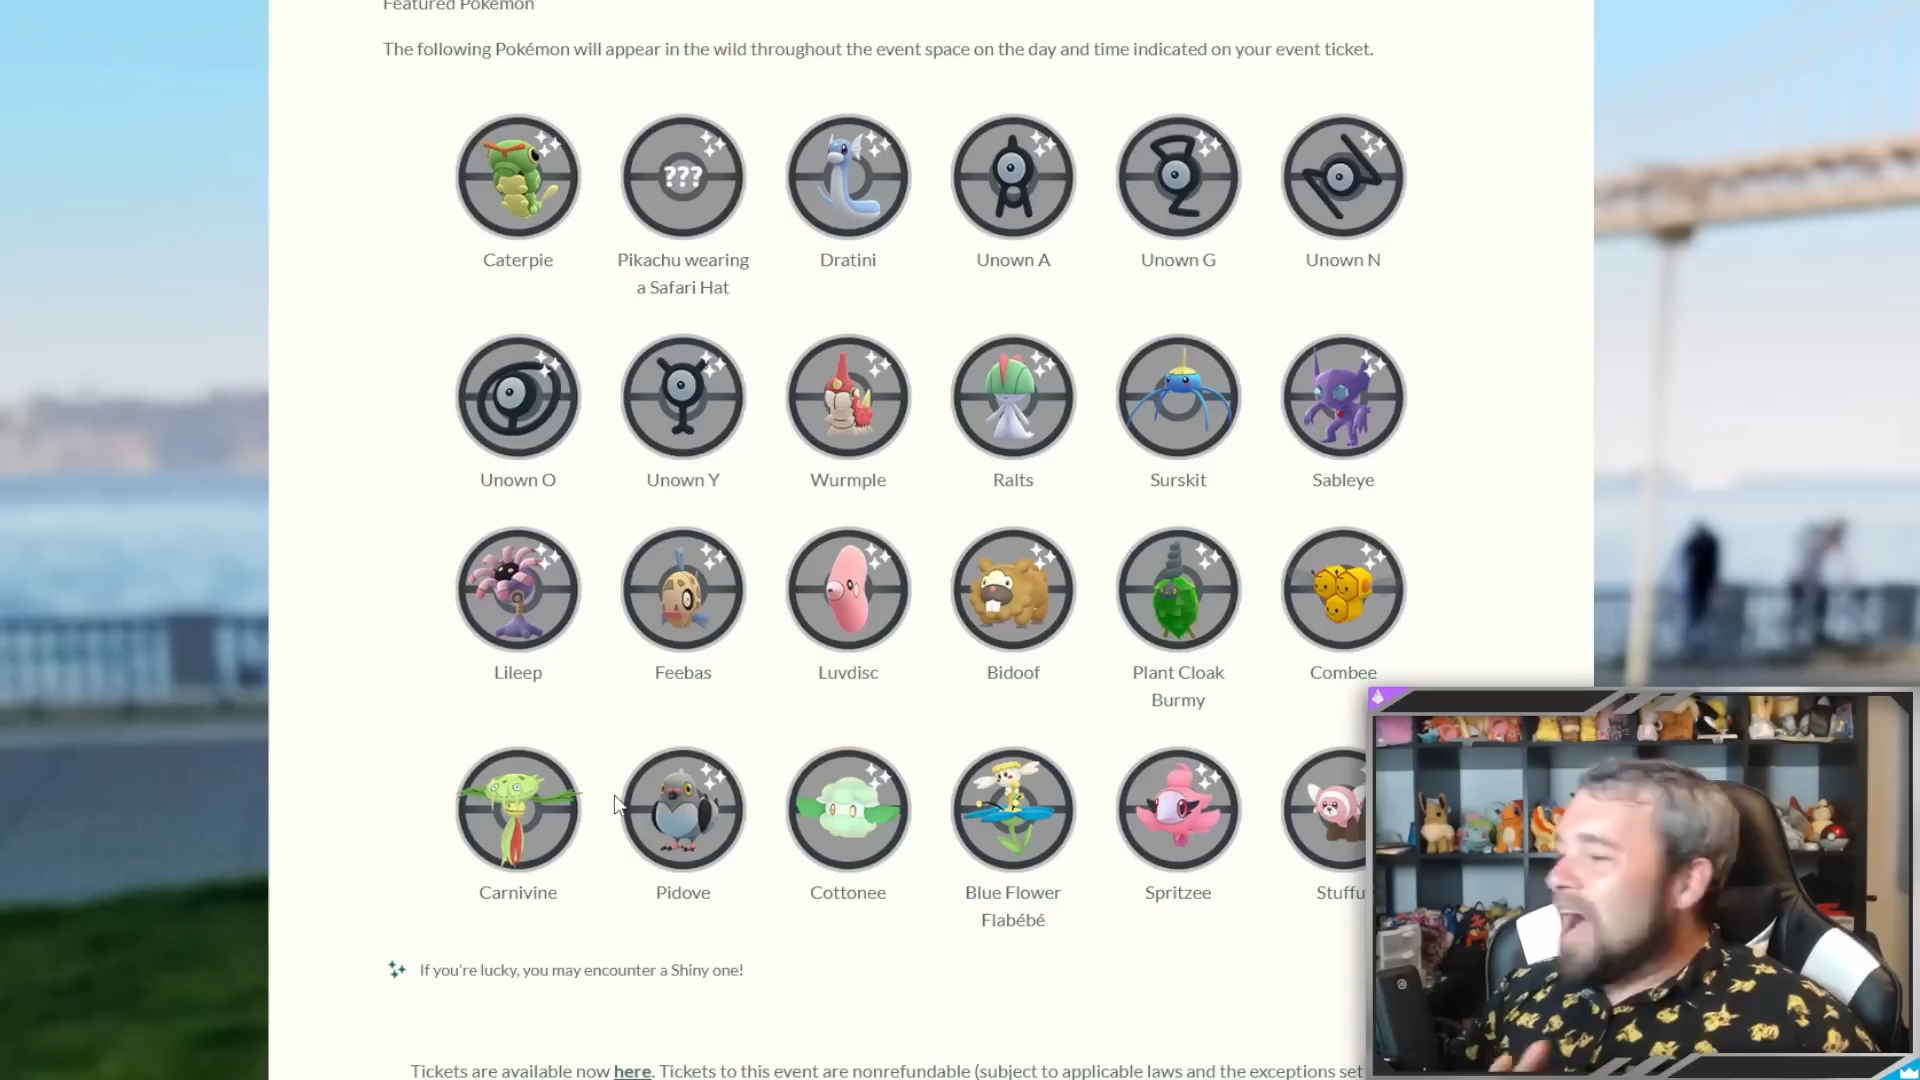 Featured Pokémon
The following Pokémon will appear in the wild throughout the event space on the day and time indicated on your event ticket.
???
Caterpie
Pikachu wearing
a Safari Hat
Dratini
Unown A
Unown G
Unown N
Unown O
Unown Y
Wurmple
Ralts
Surskit
Sableye
Lileep
Feebas
Luvdisc
Bidoof
Plant Cloak
Burmy
Combee
Carnivine
Pidove
Cottonee
Blue Flower
Flabébé
Spritzee
Stuffu
If you're lucky, you may encounter a Shiny one!
Tickets are available now here. Tickets to this event are nonrefundable (subject to applicable laws and the exceptions set